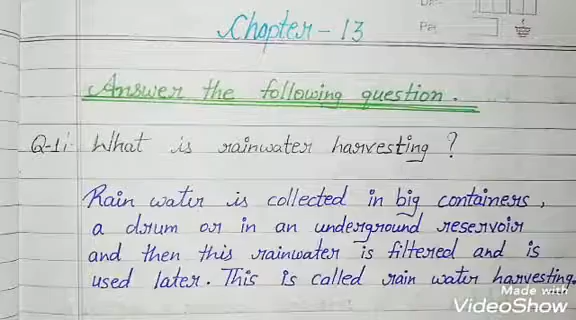 Chapter - 13
Answer the following question.
Q-1: What is rainwater harvesting?
Rain water is collected in big containers,
a drum or in an underground reservoir
and then this rainwater is filtered and is
used later. This is called rain water harvesting.
Made with
VideoShow